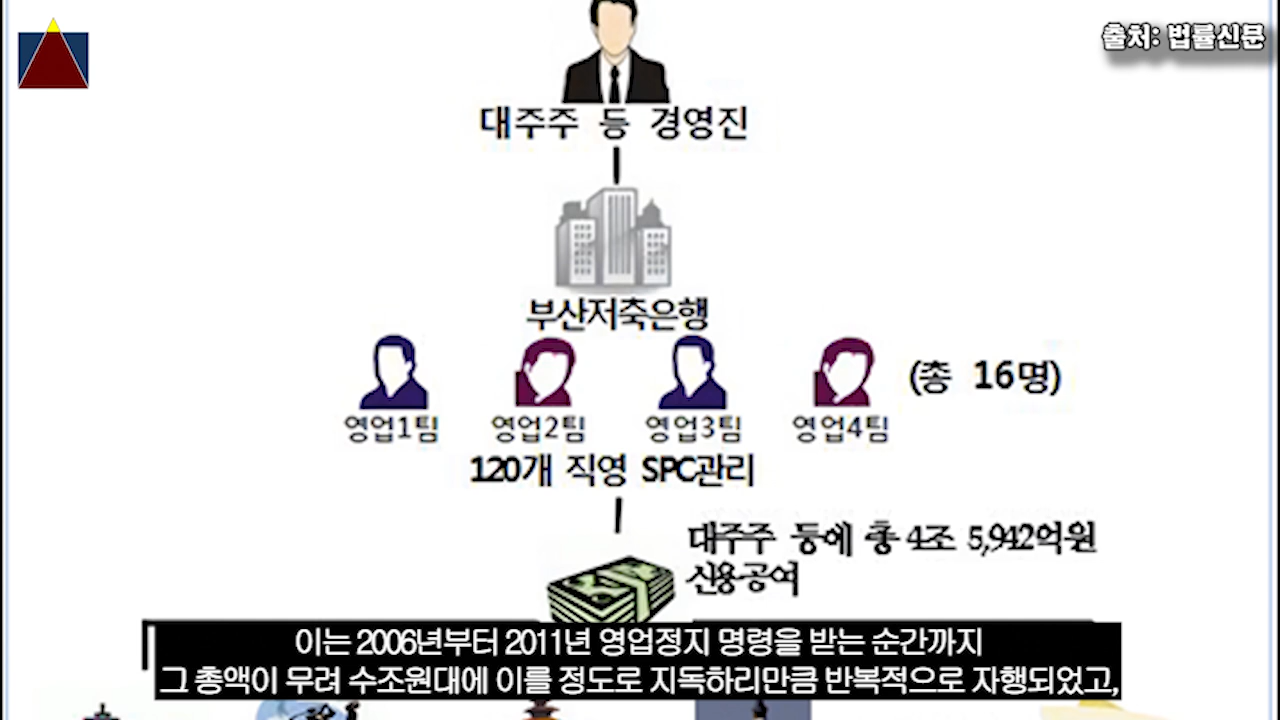 출처: 법률신문
대주주 등 경영진
부산저축은행
(총 16명)
영업1팀 영업2팀 영업3팀 영업4팀
120개 직영 SPC관리
대주주 등에 총 4조 5,942억원
신용공여
이는 2006년부터 2011년 영업정지 명령을 받는 순간까지
그 총액이 무려 수조원대에 이를 정도로 지독하리만큼 반복적으로 자행되었고,